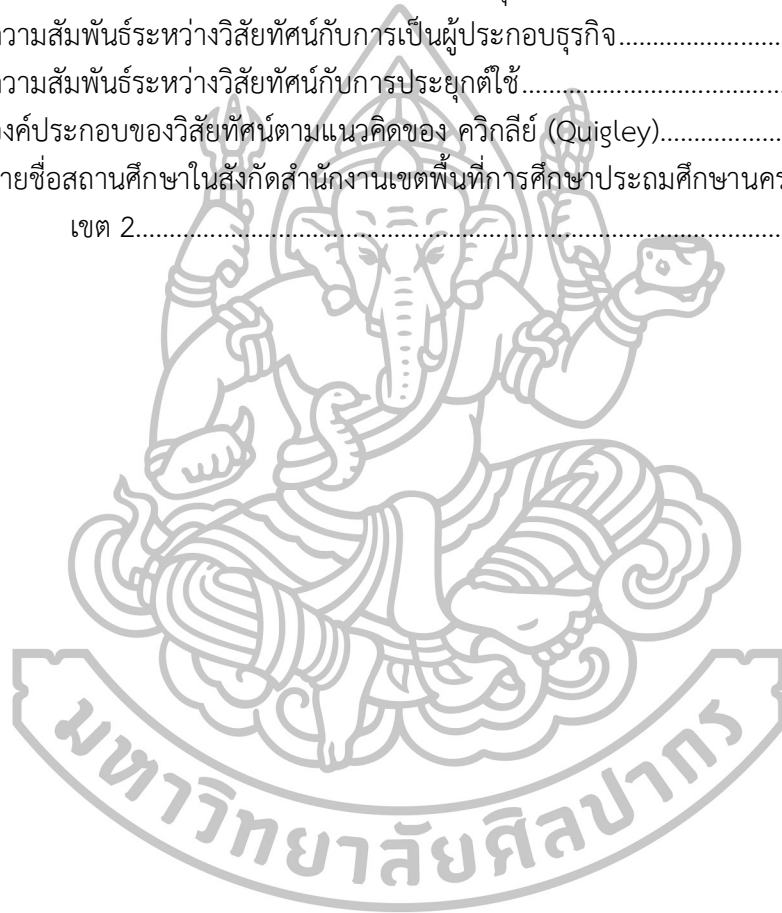 วามสัมพันธ์ระหว่างวิสัยทัศน์กับการเป็นผู้ประกอบธุรกิจ.....................
วามสัมพันธ์ระหว่างวิสัยทัศน์กับการประยุกต์ใช้.....................................
งค์ประกอบของวิสัยทัศน์ตามแนวคิดของ ควิกลีย์ (Quigley)..................
ายชื่อสถานศึกษาในสังกัดสำนักงานเขตพื้นที่การศึกษาประถมศึกษานคร
เขต 2...............................................................................................
มหาวิทยาลัยศิลปากร